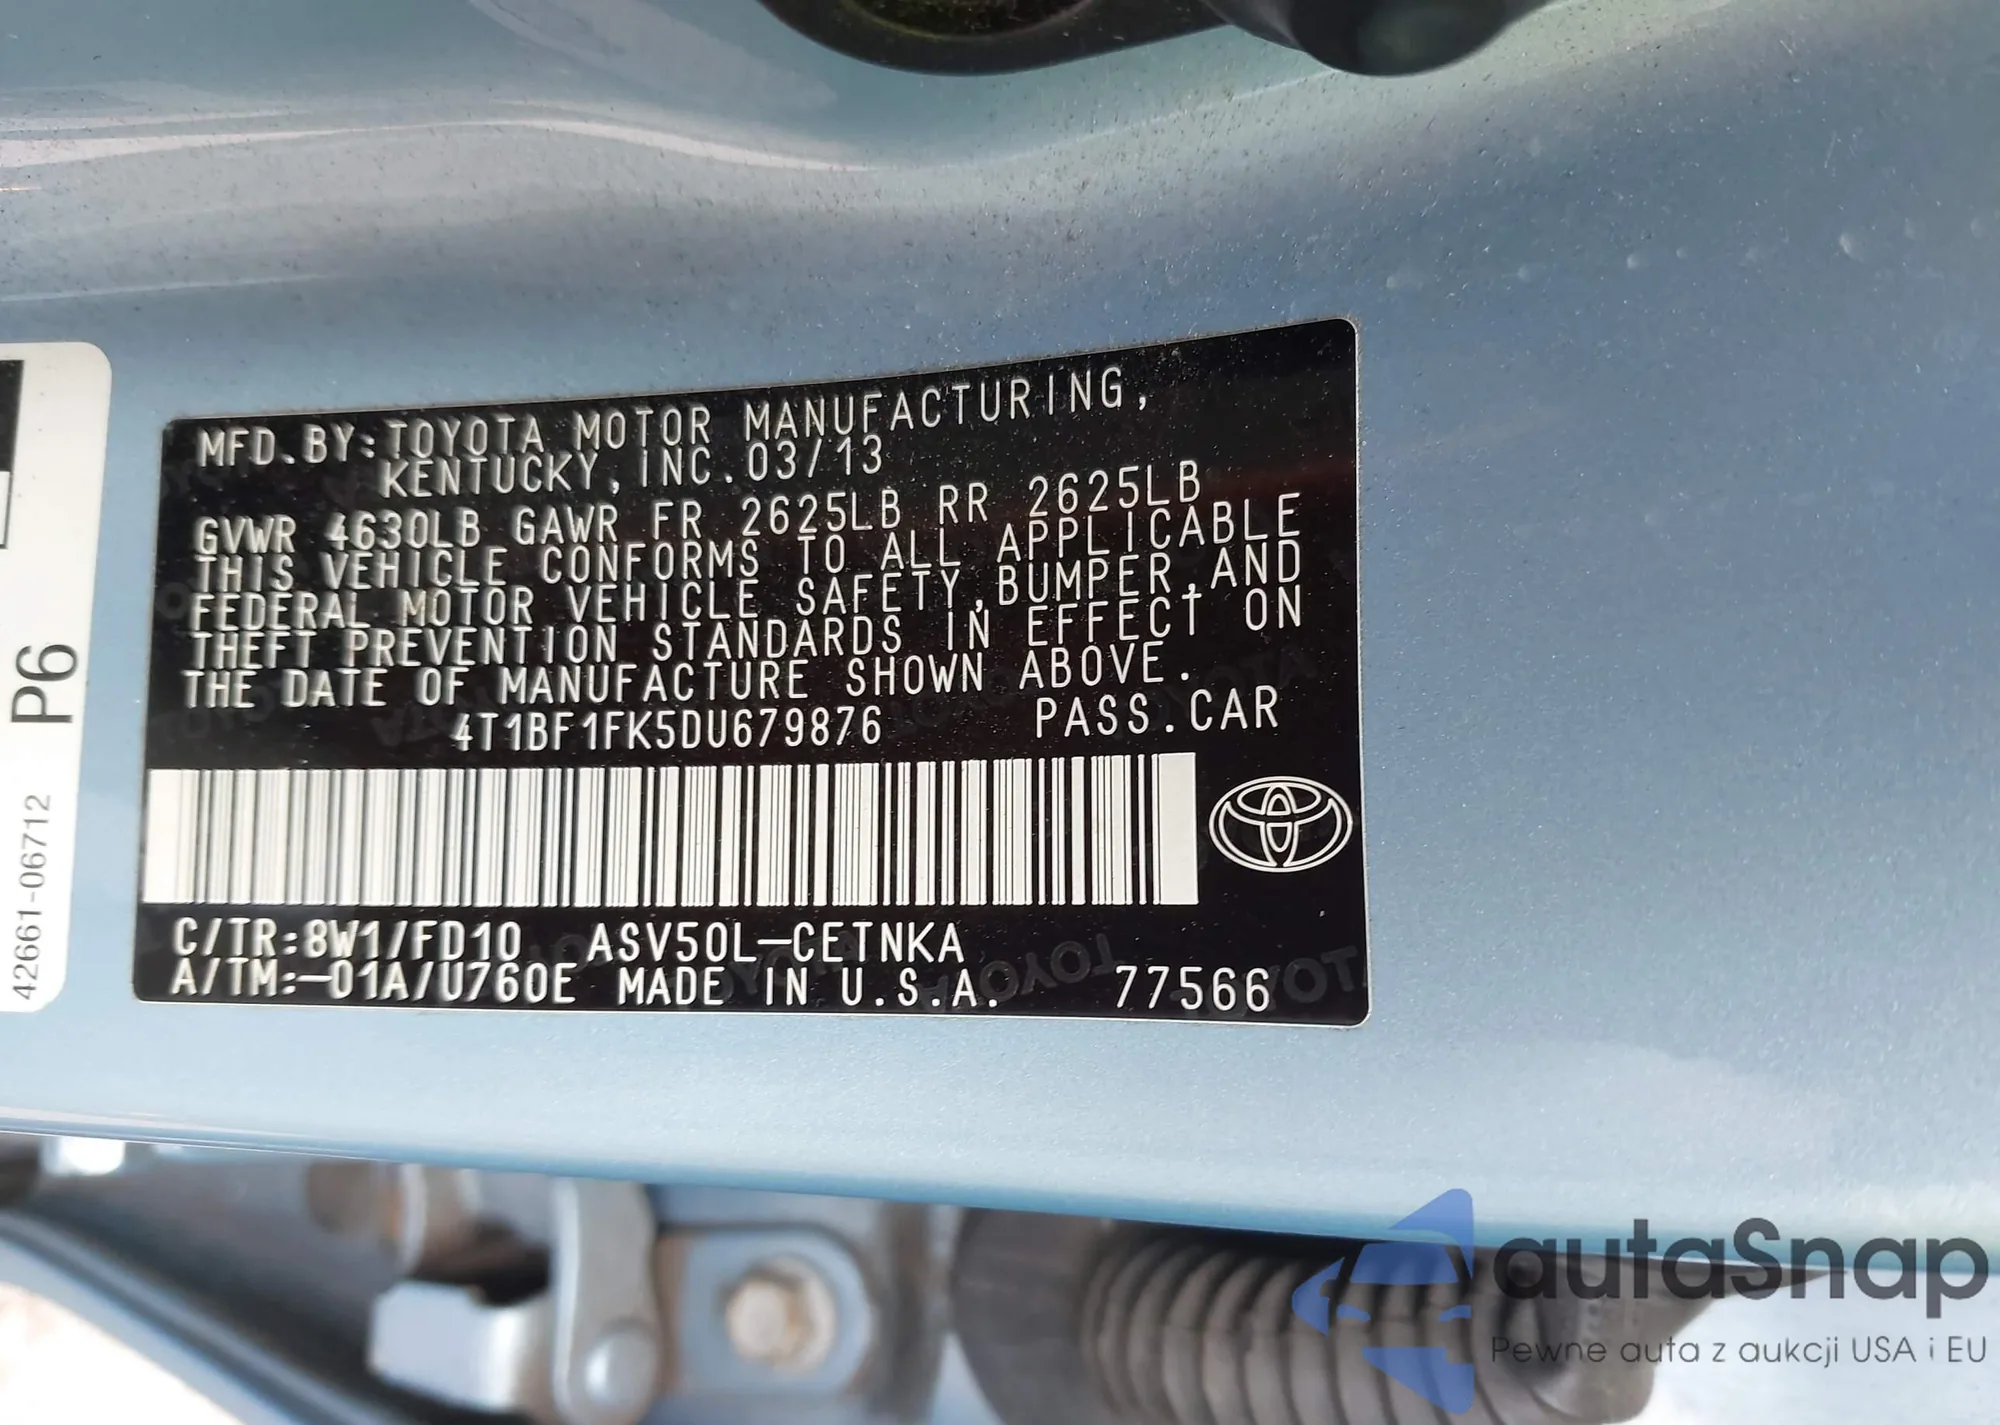 MFD.BY:TOYOTA MOTOR MANUFACTURING,
KENTUCKY, INC.03/13
GVWR 4630LB GAWR FR 2625LB RR 2625LB
THIS VEHICLE CONFORMS TO ALL APPLICABLE
FEDERAL MOTOR VEHICLE SAFETY,BUMPER,AND
THEFT PREVENTION STANDARDS IN EFFECT ON
THE DATE OF MANUFACTURE SHOWN ABOVE.
4T1BF1FK5DU679876 PASS.CAR
C/TR:8W1/FD10 ASV50L-CETNKA
A/TM:-01A/U760E MADE IN U.S.A. 77566
P6
42661-06712
autaSnap
Pewne auta z aukcji USA i EU